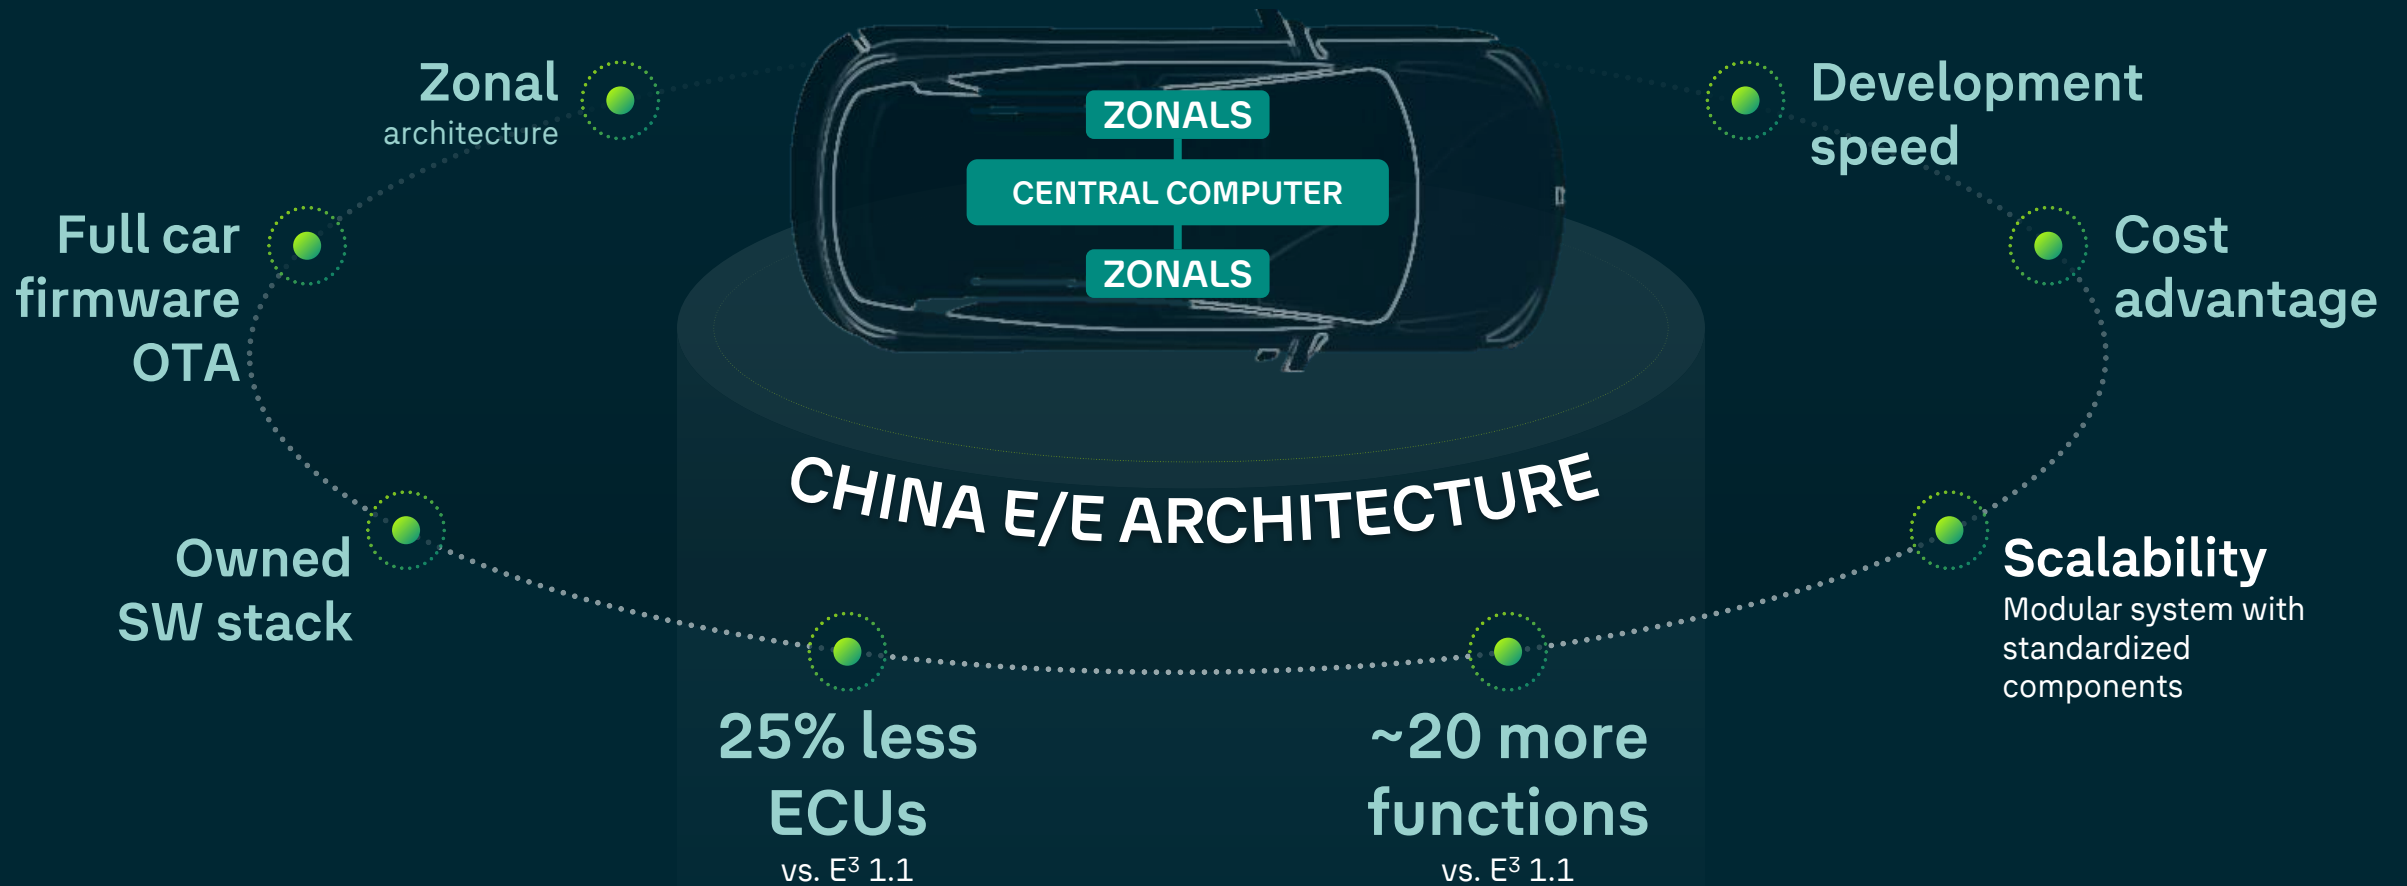 Zonal
architecture
Full car
firmware
OTA
Owned
SW stack
ZONALS
CENTRAL COMPUTER
ZONALS
CHINA E/E ARCHITECTURE
25% less
ECUs
vs. E³ 1.1
~20 more
functions
vs. E³ 1.1
Development
speed
Cost
advantage
Scalability
Modular system with
standardized
components